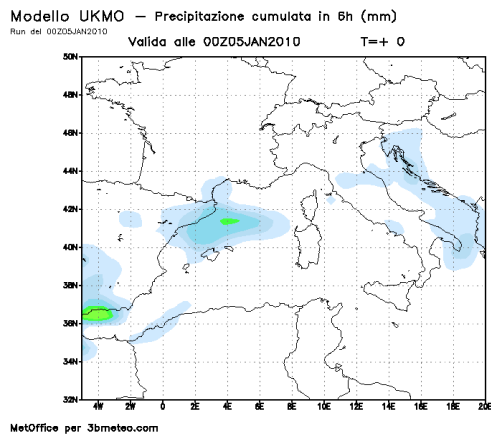 Modello UKMO – Precipitazione cumulata in 6h (mm)
Run del 00Z05JAN2010
Valida alle 00Z05JAN2010 T=+ 0
50N
48N
46N
44N
42N
40N
38N
36N
34N
32N
4W 2W 0 2E 4E 6E 8E 10E 12E 14E 16E 18E 20E
MetOffice per 3bmeteo.com